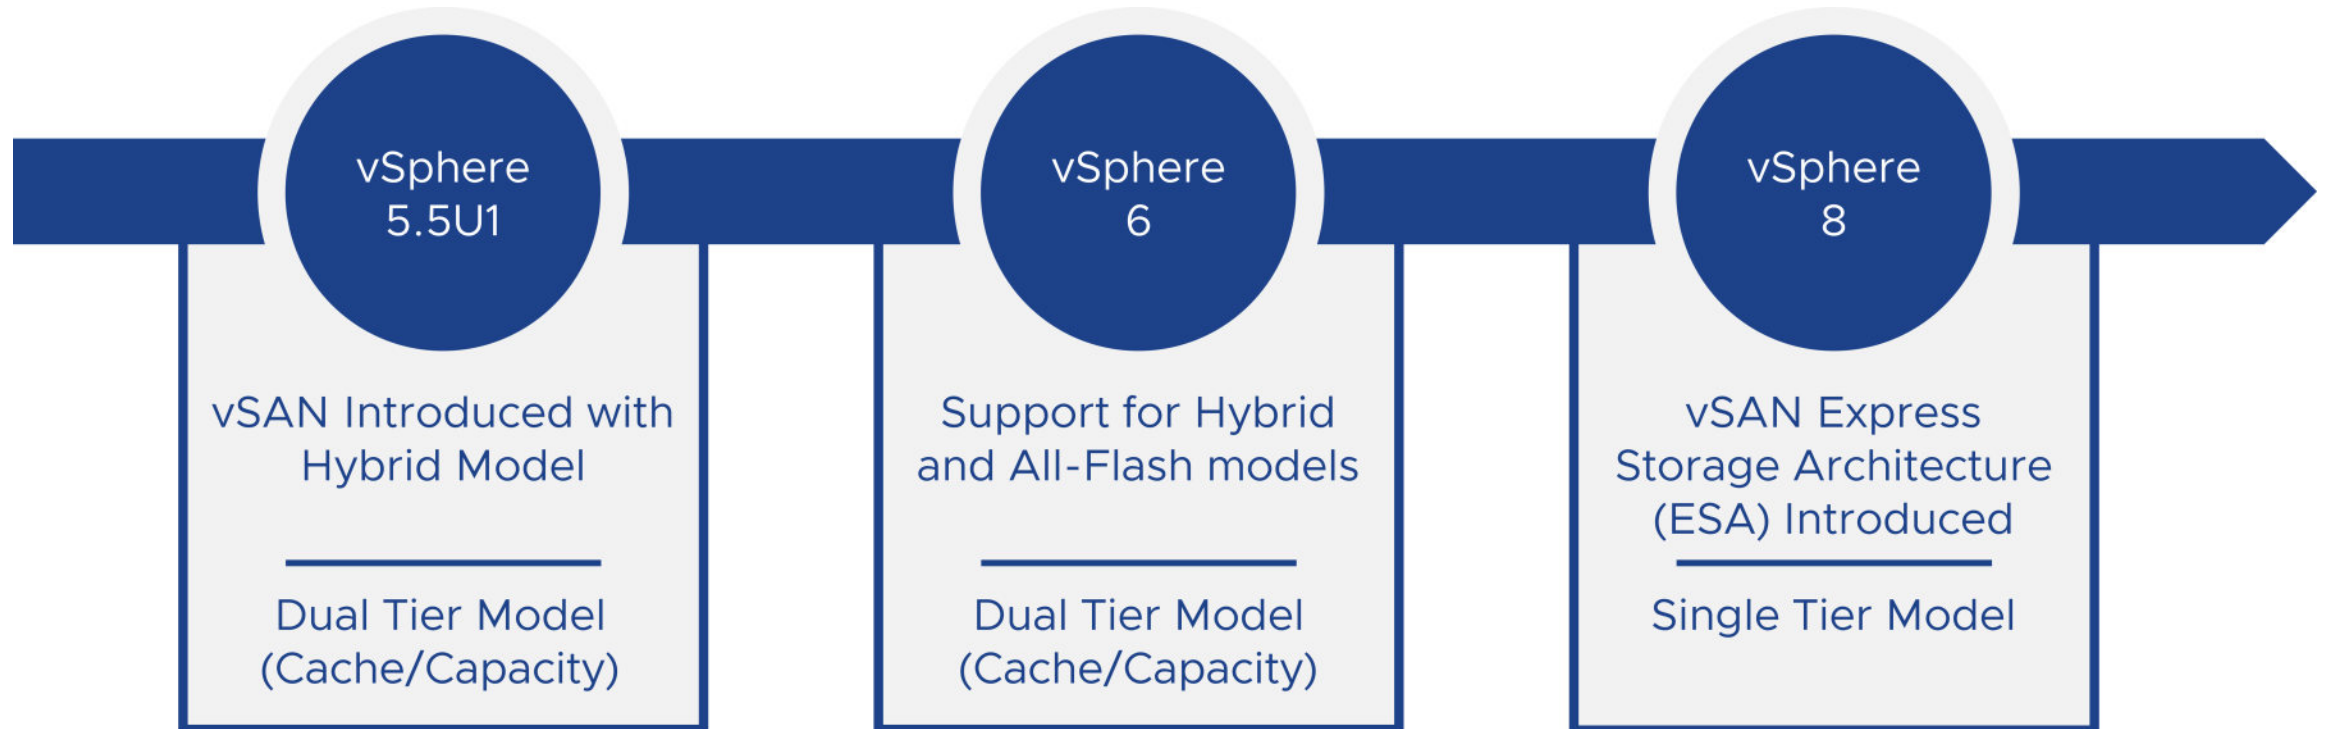 vSphere
5.5U1
vSAN Introduced with
Hybrid Model
Dual Tier Model
(Cache/Capacity)
vSphere
6
Support for Hybrid
and All-Flash models
Dual Tier Model
(Cache/Capacity)
vSphere
8
vSAN Express
Storage Architecture
(ESA) Introduced
Single Tier Model